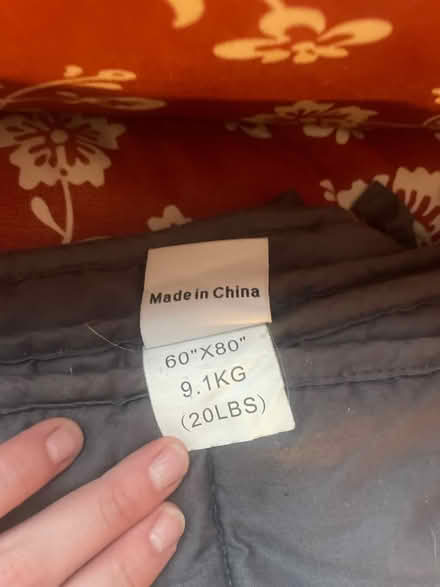 Made in China
60"X80"
9.1KG
(20LBS)